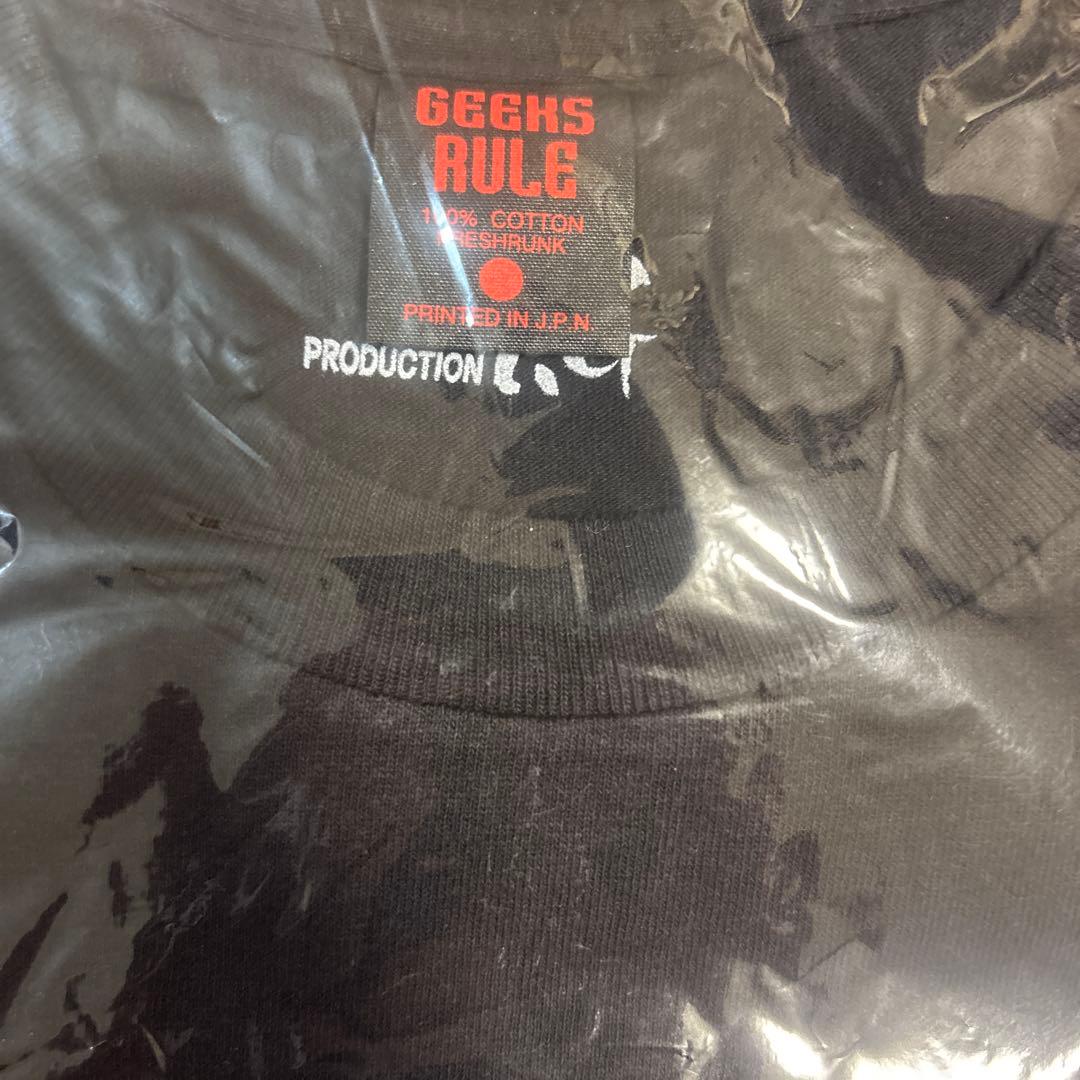 GEEKS
RULE
100% COTTON
PRESHRUNK
PRINTED IN J.P.N.
PRODUCTION